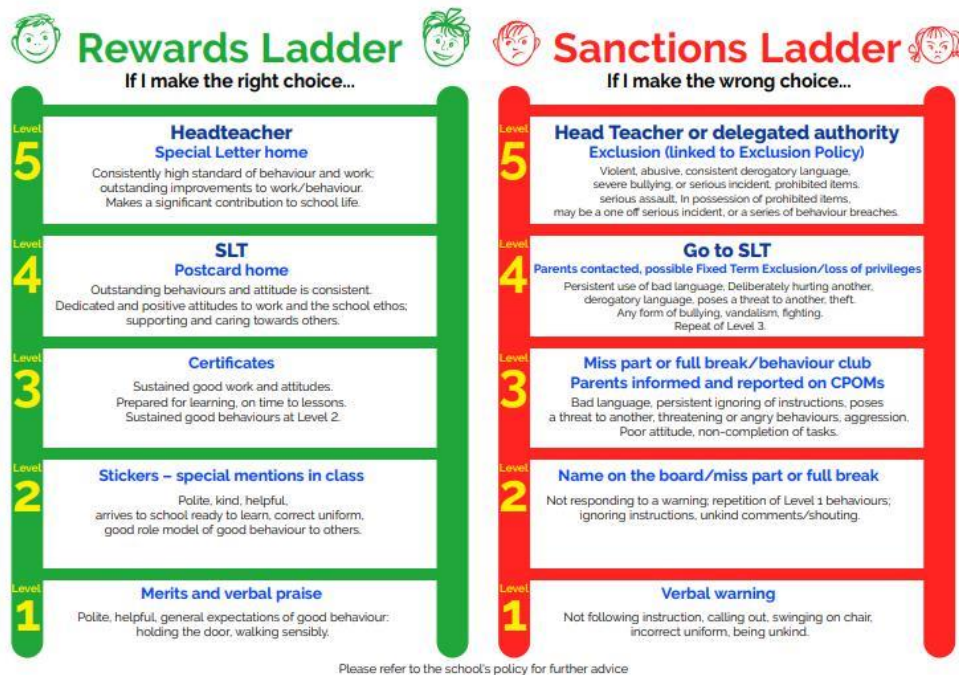 Rewards Ladder
If I make the right choice...
Level
5
Headteacher
Special Letter home
Consistently high standard of behaviour and work;
outstanding improvements to work/behaviour.
Makes a significant contribution to school life.
Level
4
SLT
Postcard home
Outstanding behaviours and attitude is consistent.
Dedicated and positive attitudes to work and the school ethos;
supporting and caring towards others.
Level
3
Certificates
Sustained good work and attitudes.
Prepared for learning, on time to lessons.
Sustained good behaviours at Level 2.
Level
2
Stickers – special mentions in class
Polite, kind, helpful,
arrives to school ready to learn, correct uniform,
good role model of good behaviour to others.
Level
1
Merits and verbal praise
Polite, helpful, general expectations of good behaviour:
holding the door, walking sensibly.
Sanctions Ladder
If I make the wrong choice...
Level
5
Head Teacher or delegated authority
Exclusion (linked to Exclusion Policy)
Violent, abusive, consistent derogatory language,
severe bullying, or serious incident, prohibited items.
serious assault, In possession of prohibited items,
may be a one off serious incident, or a series of behaviour breaches.
Level
4
Go to SLT
Parents contacted, possible Fixed Term Exclusion/loss of privileges
Persistent use of bad language, Deliberately hurting another,
derogatory language, poses a threat to another, theft.
Any form of bullying, vandalism, fighting.
Repeat of Level 3.
Level
3
Miss part or full break/behaviour club
Parents informed and reported on CPOMs
Bad language, persistent ignoring of instructions, poses
a threat to another, threatening or angry behaviours, aggression.
Poor attitude, non-completion of tasks.
Level
2
Name on the board/miss part or full break
Not responding to a warning; repetition of Level 1 behaviours;
ignoring instructions, unkind comments/shouting.
Level
1
Verbal warning
Not following instruction, calling out, swinging on chair,
incorrect uniform, being unkind.
Please refer to the school's policy for further advice